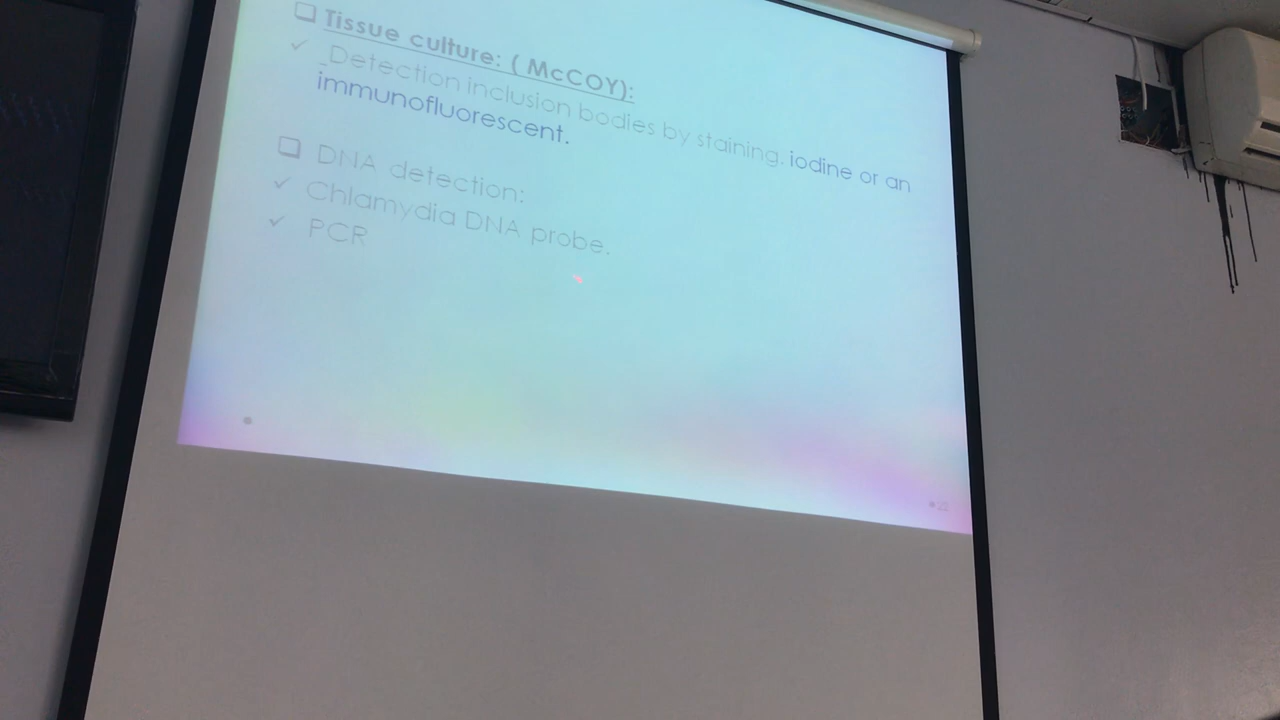 Tissue culture: ( McCOY):
Detection inclusion bodies by staining. iodine or an
immunofluorescent.
DNA detection:
Chlamydia DNA probe.
PCR